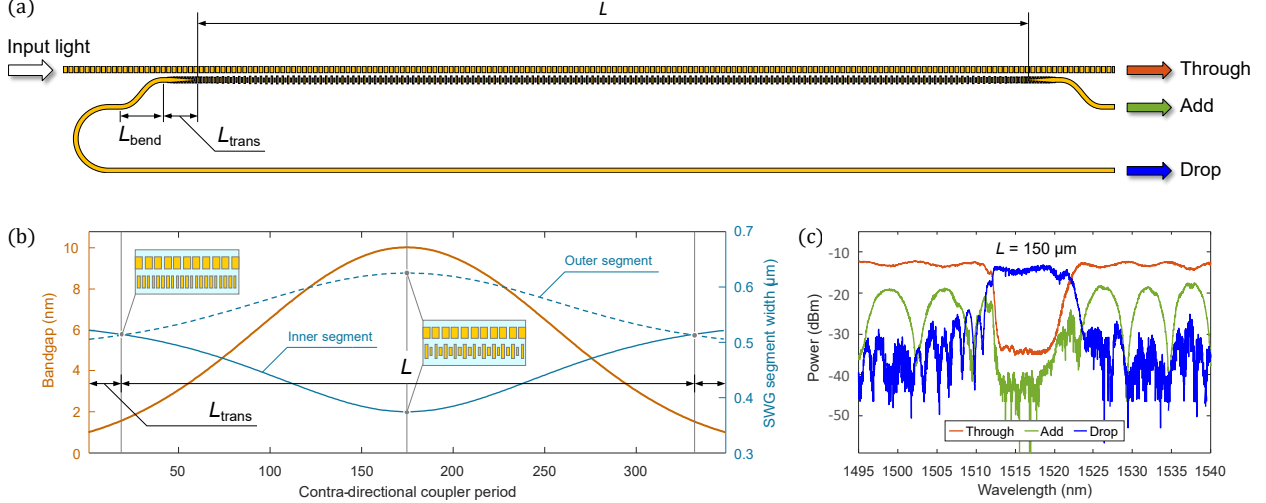 (a)
L
Input light
Through
Add
L_bend
L_trans
Drop
(b)
Bandgap (nm)
10
8
6
4
2
0
Outer segment
Inner segment
L
L_trans
50
100
150
200
250
300
Contra-directional coupler period
0.7
0.6
0.5
0.4
0.3
SWG segment width (μm)
(c)
L = 150 μm
Power (dBm)
-10
-20
-30
-40
-50
Through
Add
Drop
1495
1500
1505
1510
1515
1520
1525
1530
1535
1540
Wavelength (nm)